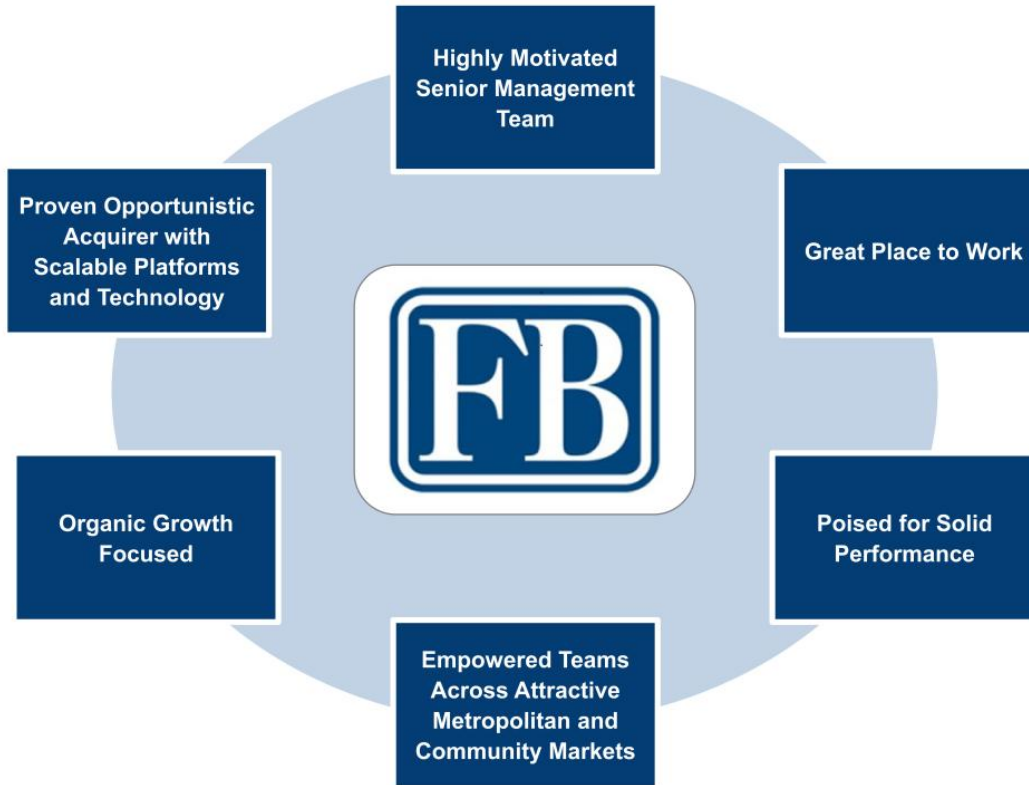 Highly Motivated
Senior Management
Team
Proven Opportunistic
Acquirer with
Scalable Platforms
and Technology
Great Place to Work
FB
Organic Growth
Focused
Poised for Solid
Performance
Empowered Teams
Across Attractive
Metropolitan and
Community Markets